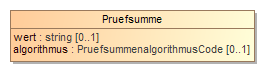 Pruefsumme
wert : string [0..1]
algorithmus : PruefsummenalgorithmusCode [0..1]